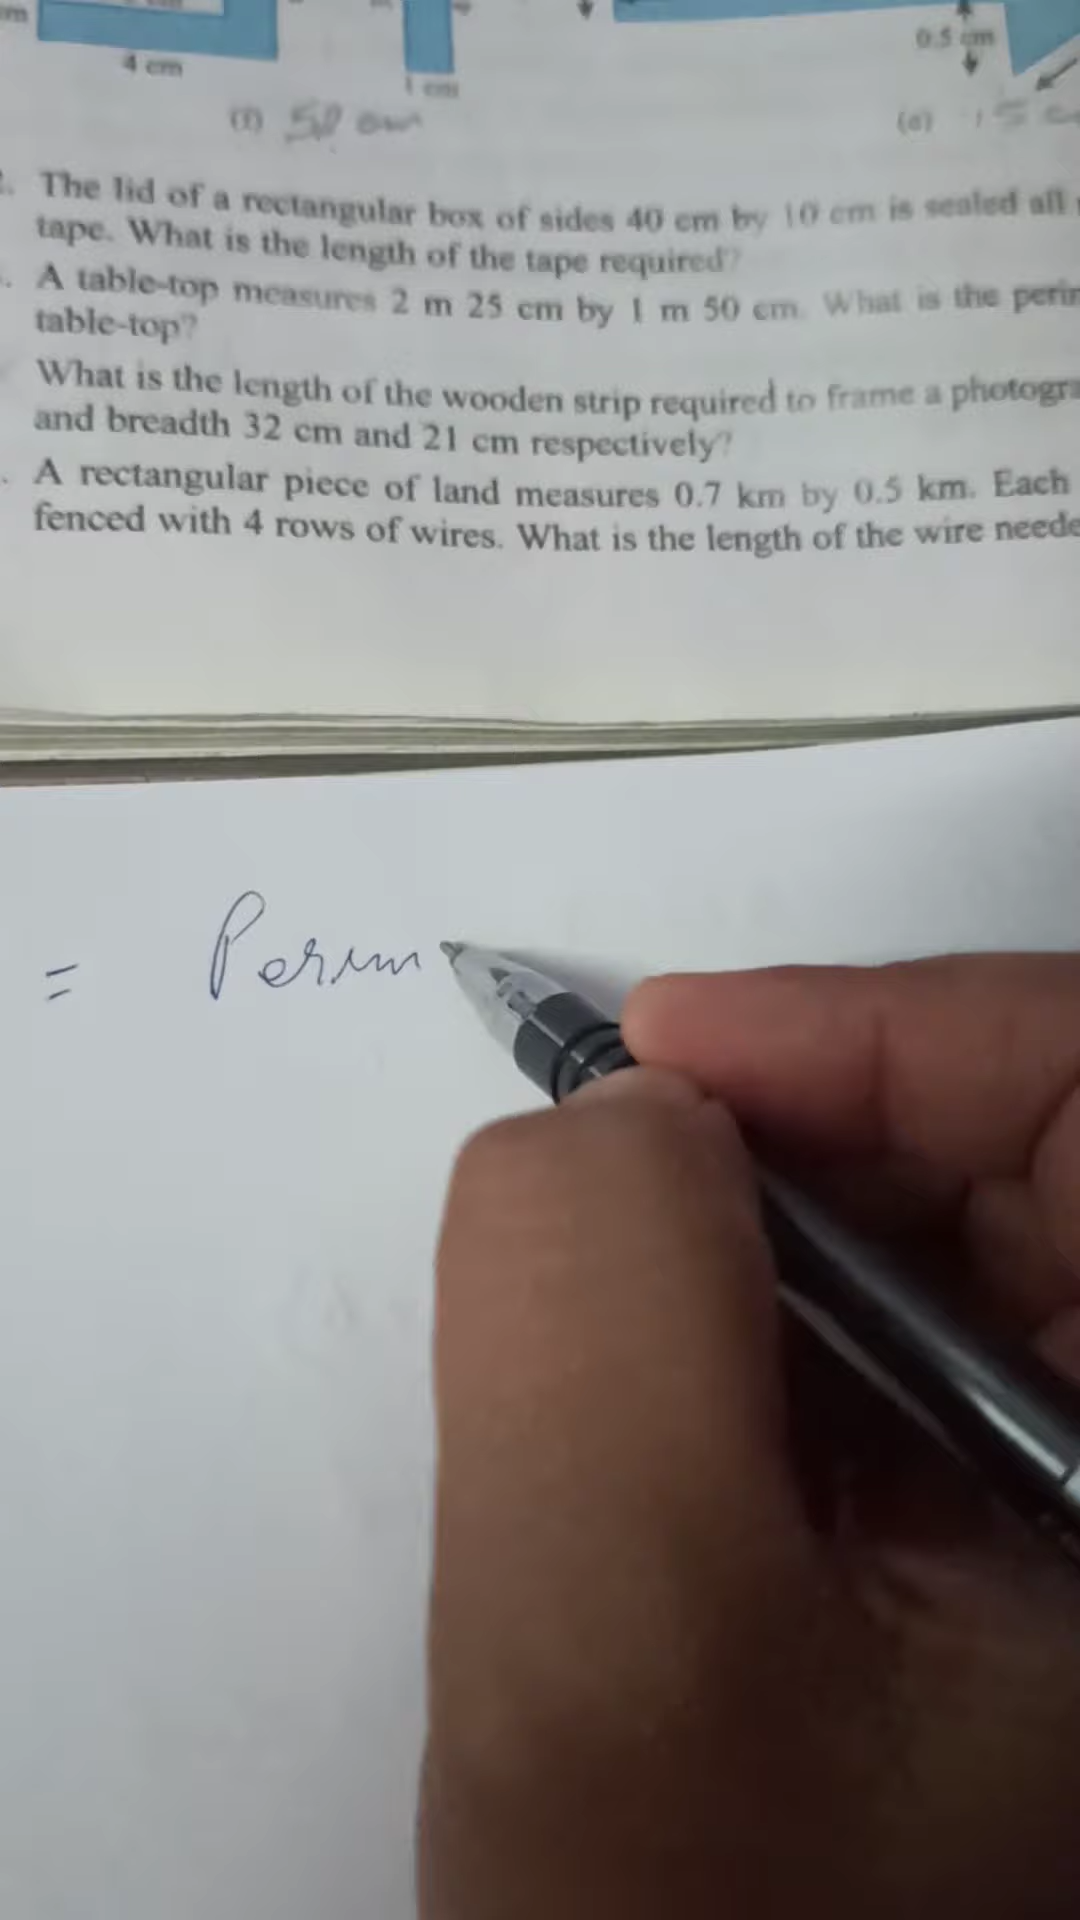 4 cm
1 cm
0.5 cm
(f) 52 cm
(e) 15
The lid of a rectangular box of sides 40 cm by 10 cm is sealed all
tape. What is the length of the tape required?
A table-top measures 2 m 25 cm by 1 m 50 cm. What is the perim
table-top?
What is the length of the wooden strip required to frame a photogra
and breadth 32 cm and 21 cm respectively?
A rectangular piece of land measures 0.7 km by 0.5 km. Each
fenced with 4 rows of wires. What is the length of the wire neede
= Perim